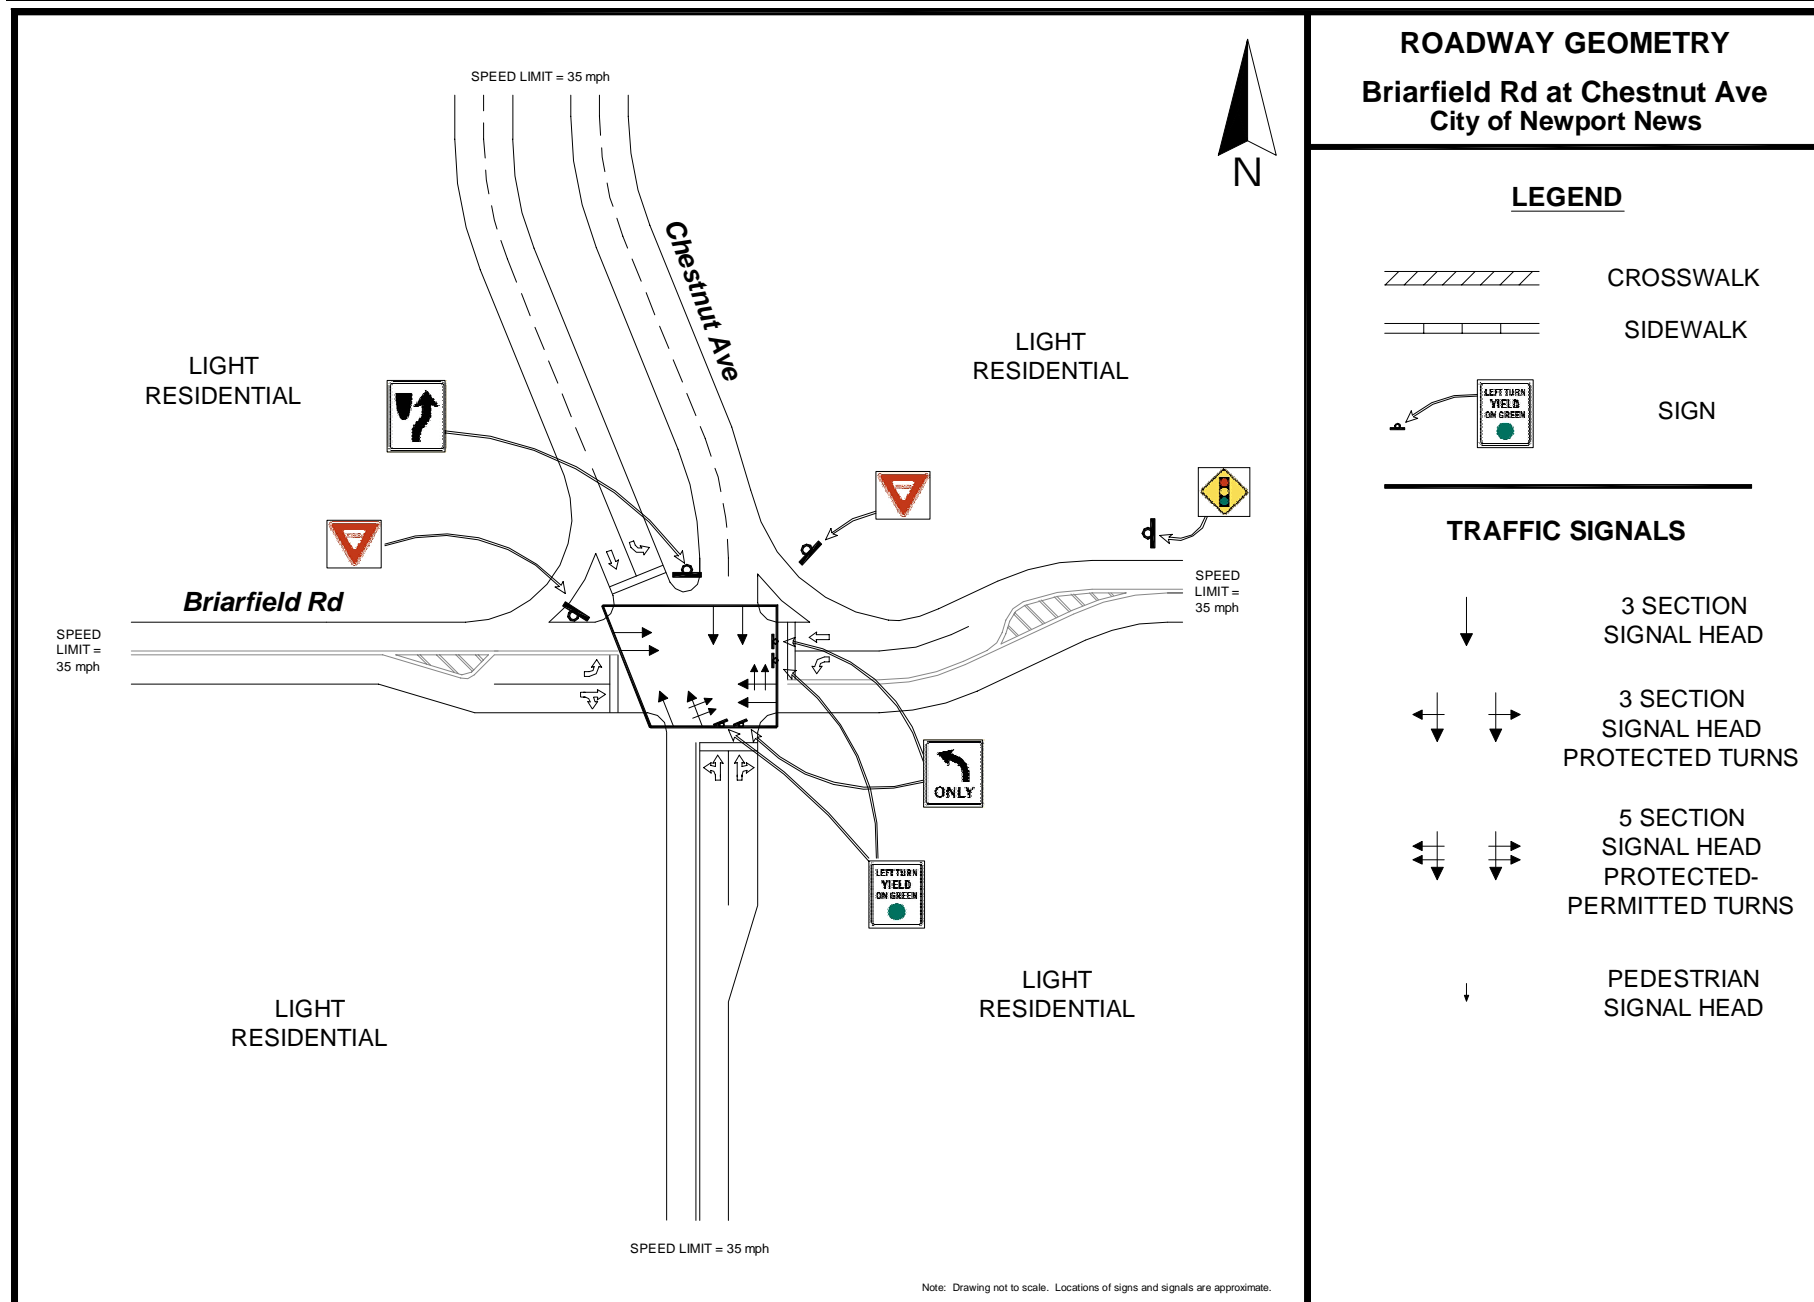 SPEED LIMIT = 35 mph
N
Chestnut Ave
LIGHT
RESIDENTIAL
LIGHT
RESIDENTIAL
Briarfield Rd
SPEED
LIMIT =
35 mph
SPEED
LIMIT =
35 mph
ONLY
LEFT TURN
YIELD
ON GREEN
LIGHT
RESIDENTIAL
LIGHT
RESIDENTIAL
SPEED LIMIT = 35 mph
Note: Drawing not to scale. Locations of signs and signals are approximate.
ROADWAY GEOMETRY
Briarfield Rd at Chestnut Ave
City of Newport News
LEGEND
CROSSWALK
SIDEWALK
LEFT TURN
YIELD
ON GREEN
SIGN
TRAFFIC SIGNALS
3 SECTION
SIGNAL HEAD
3 SECTION
SIGNAL HEAD
PROTECTED TURNS
5 SECTION
SIGNAL HEAD
PROTECTED-
PERMITTED TURNS
PEDESTRIAN
SIGNAL HEAD